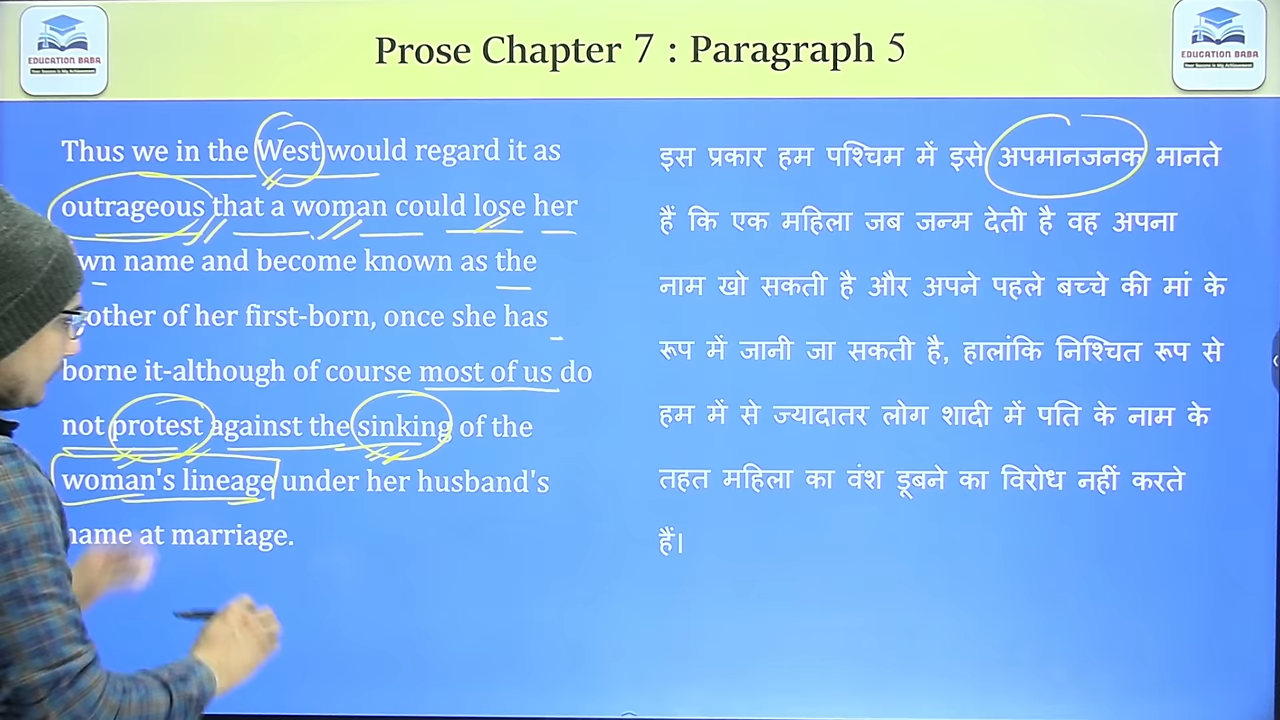 EDUCATION BABA
Prose Chapter 7 : Paragraph 5
EDUCATION BABA
Thus we in the West would regard it as
outrageous that a woman could lose her
wn name and become known as the
other of her first-born, once she has
borne it-although of course most of us do
not protest against the sinking of the
woman's lineage under her husband's
name at marriage.
इस प्रकार हम पश्चिम में इसे अपमानजनक मानते
हैं कि एक महिला जब जन्म देती है वह अपना
नाम खो सकती है और अपने पहले बच्चे की मां के
रूप में जानी जा सकती है, हालांकि निश्चित रूप से
हम में से ज्यादातर लोग शादी में पति के नाम के
तहत महिला का वंश डूबने का विरोध नहीं करते
हैं।